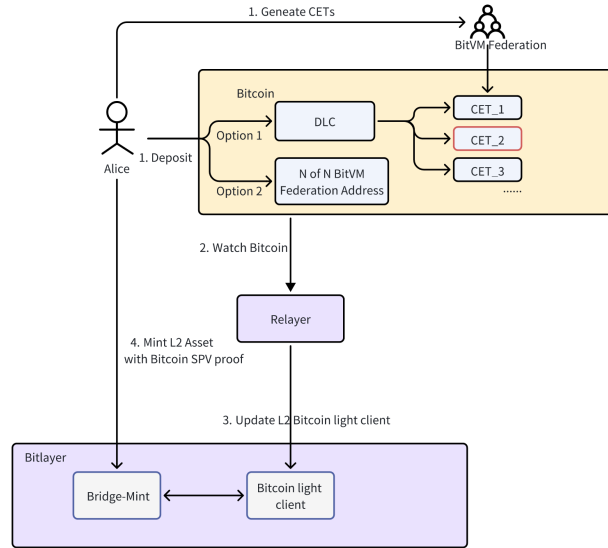 1. Geneate CETs
BitVM Federation
Bitcoin
Option 1
DLC
CET_1
CET_2
CET_3
......
Alice
1. Deposit
Option 2
N of N BitVM
Federation Address
2. Watch Bitcoin
Relayer
4. Mint L2 Asset
with Bitcoin SPV proof
3. Update L2 Bitcoin light client
Bitlayer
Bridge-Mint
Bitcoin light
client